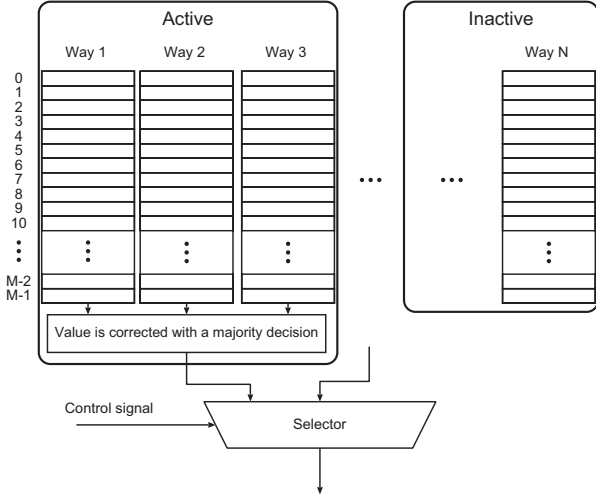 Active
Inactive
Way 1
Way 2
Way 3
Way N
0
1
2
3
4
5
6
7
8
9
10
M-2
M-1
Value is corrected with a majority decision
Control signal
Selector